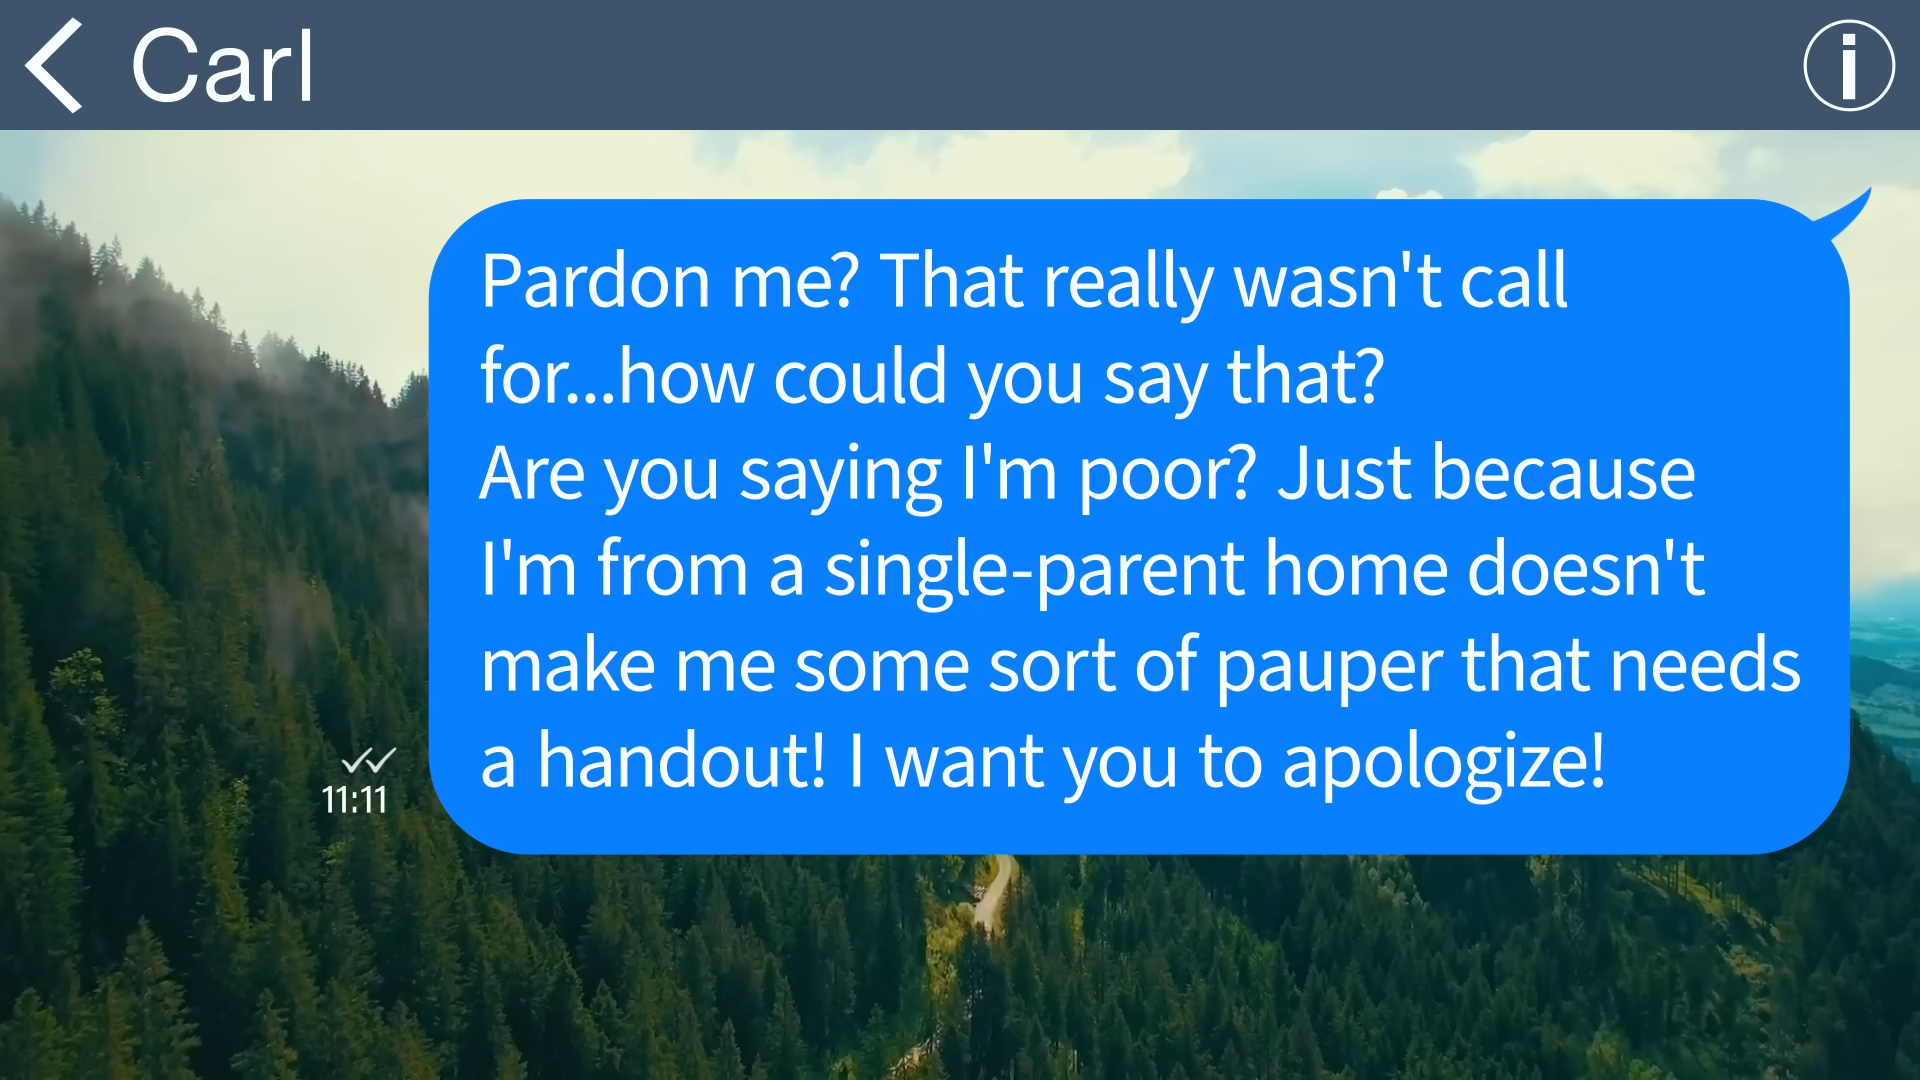 Carl
Pardon me? That really wasn't call
for...how could you say that?
Are you saying I'm poor? Just because
I'm from a single-parent home doesn't
make me some sort of pauper that needs
a handout! I want you to apologize!
11:11